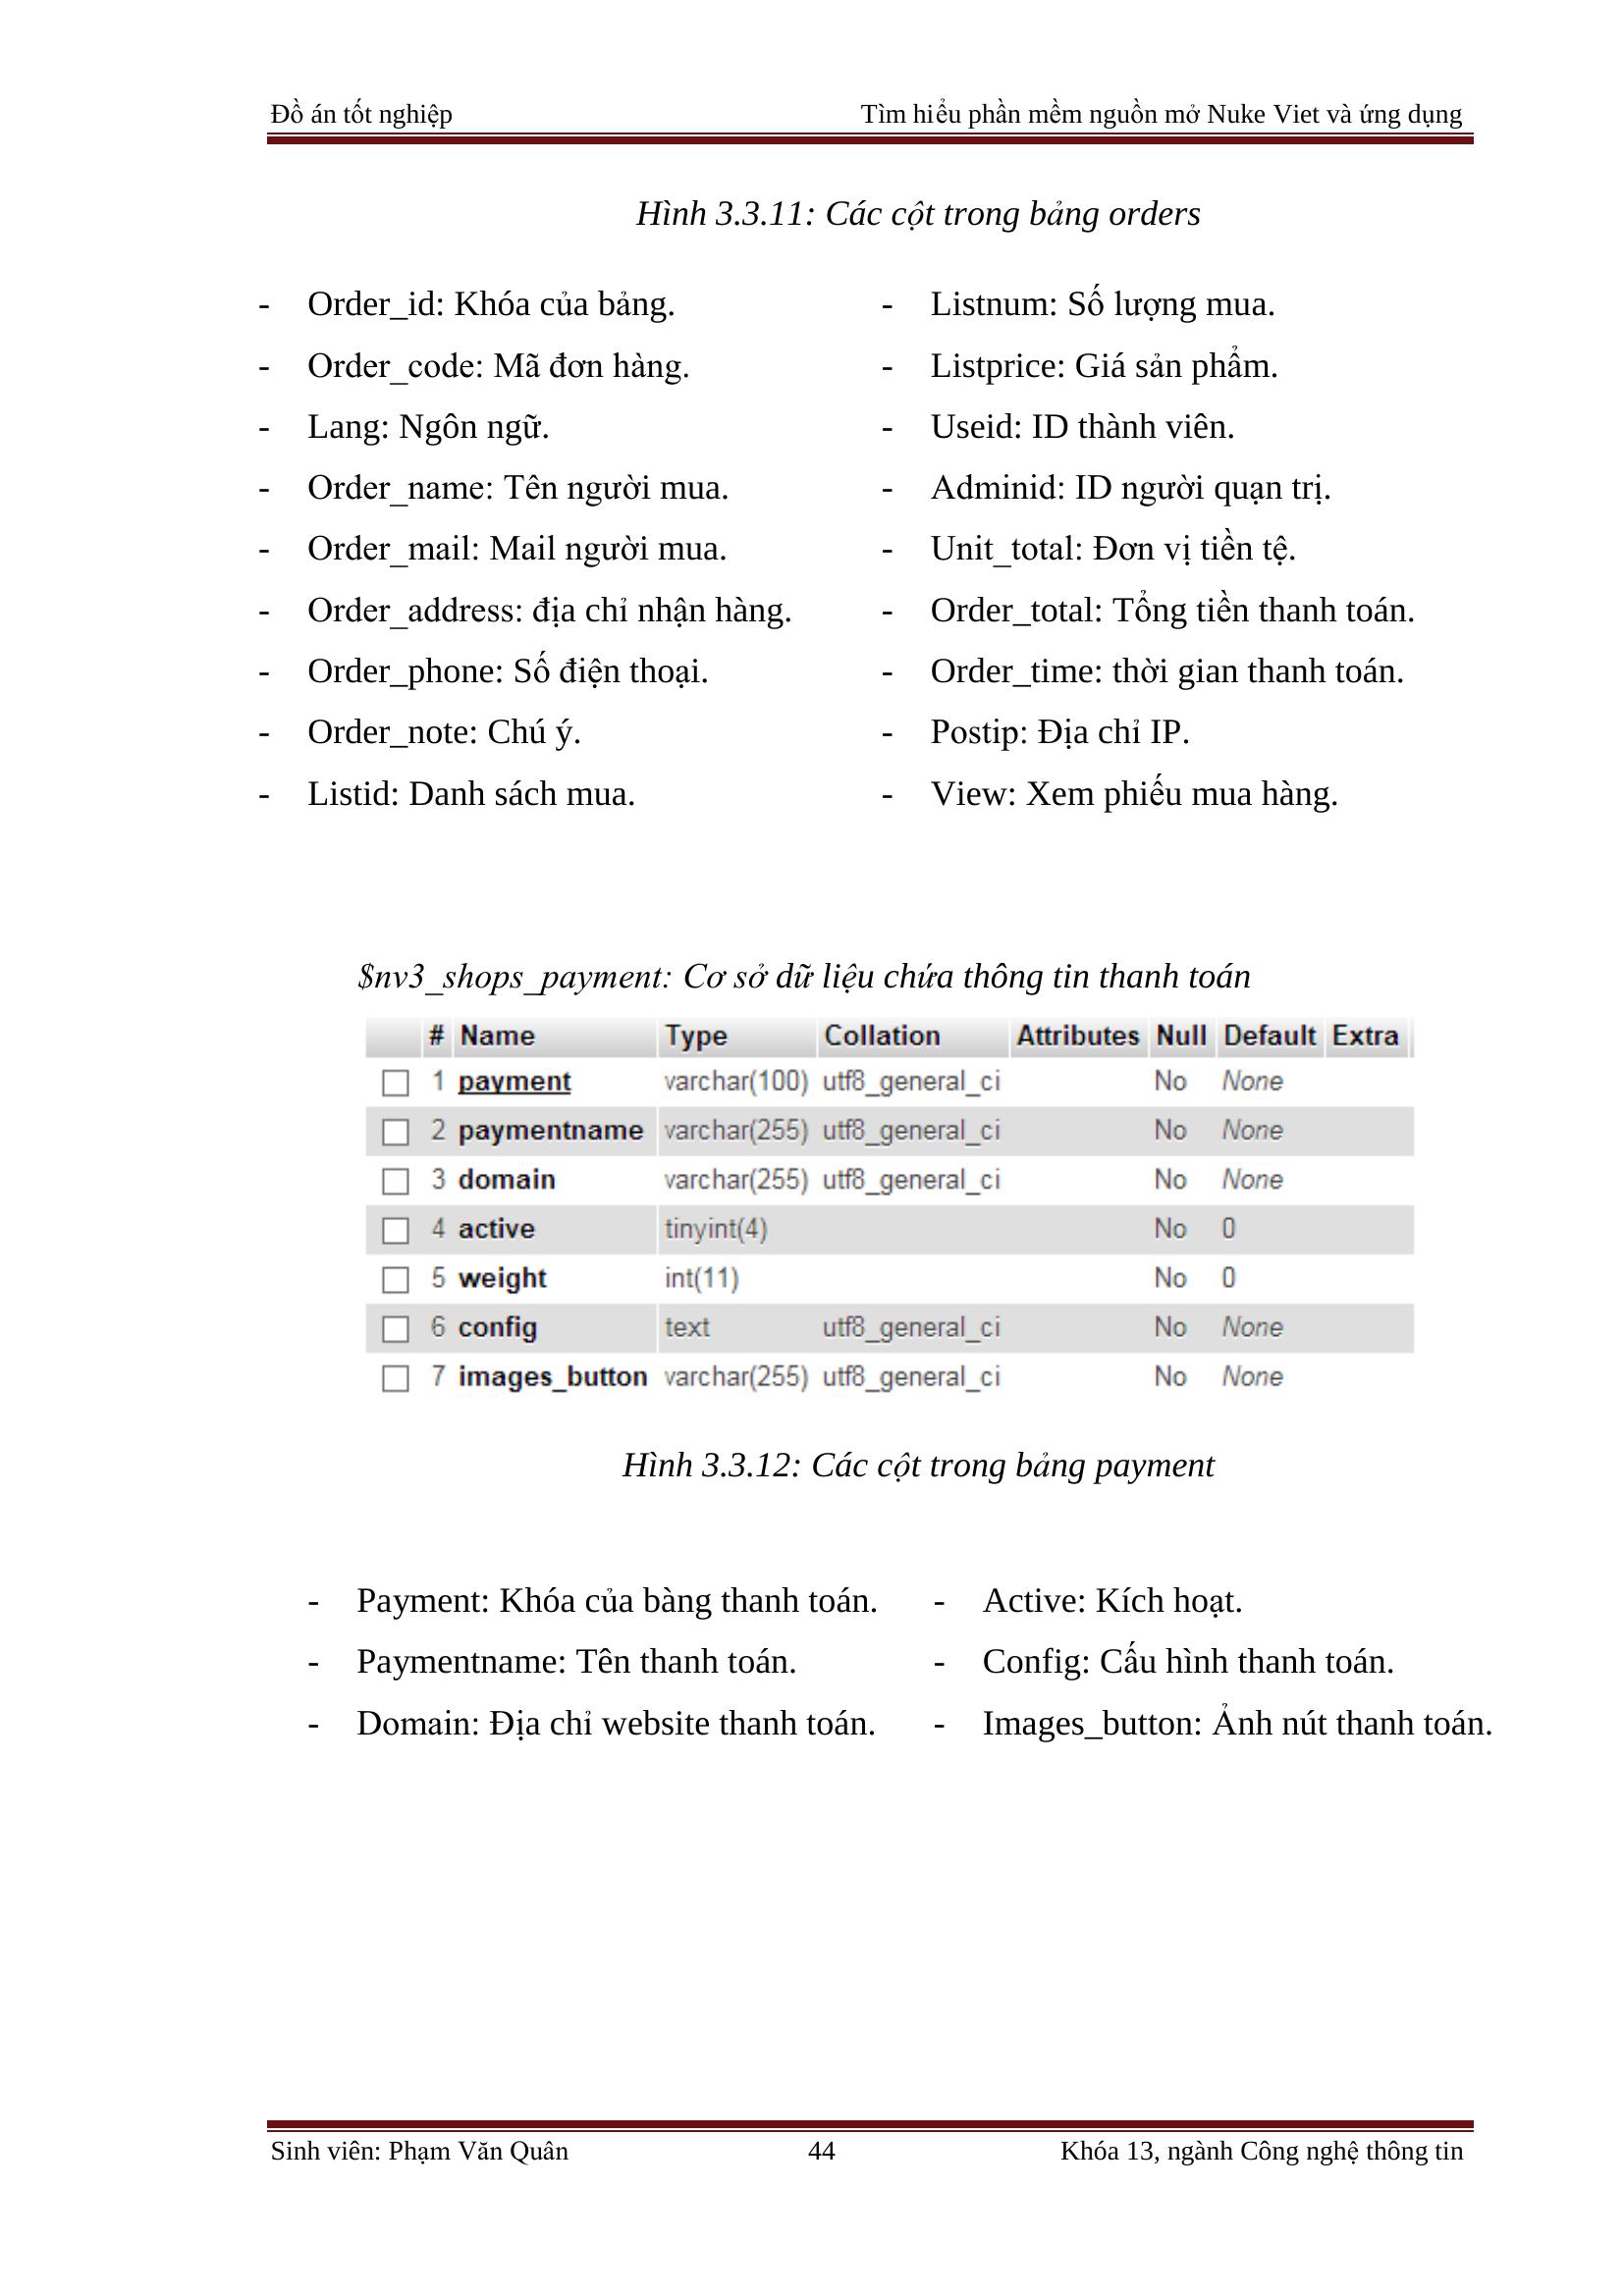 Đồ án tốt nghiệp Tìm hiểu phần mềm nguồn mở Nuke Viet và ứng dụng
Hình 3.3.11: Các cột trong bảng orders
- Order_id: Khóa của bảng.
- Order_code: Mã đơn hàng.
- Lang: Ngôn ngữ.
- Order_name: Tên người mua.
- Order_mail: Mail người mua.
- Order_address: địa chỉ nhận hàng.
- Order_phone: Số điện thoại.
- Order_note: Chú ý.
- Listid: Danh sách mua.
- Listnum: Số lượng mua.
- Listprice: Giá sản phẩm.
- Useid: ID thành viên.
- Adminid: ID người quạn trị.
- Unit_total: Đơn vị tiền tệ.
- Order_total: Tổng tiền thanh toán.
- Order_time: thời gian thanh toán.
- Postip: Địa chỉ IP.
- View: Xem phiếu mua hàng.
$nv3_shops_payment: Cơ sở dữ liệu chứa thông tin thanh toán
# Name Type Collation Attributes Null Default Extra
1 payment varchar(100) utf8_general_ci No None
2 paymentname varchar(255) utf8_general_ci No None
3 domain varchar(255) utf8_general_ci No None
4 active tinyint(4) No 0
5 weight int(11) No 0
6 config text utf8_general_ci No None
7 images_button varchar(255) utf8_general_ci No None
Hình 3.3.12: Các cột trong bảng payment
- Payment: Khóa của bàng thanh toán.
- Paymentname: Tên thanh toán.
- Domain: Địa chỉ website thanh toán.
- Active: Kích hoạt.
- Config: Cấu hình thanh toán.
- Images_button: Ảnh nút thanh toán.
Sinh viên: Phạm Văn Quân 44 Khóa 13, ngành Công nghệ thông tin